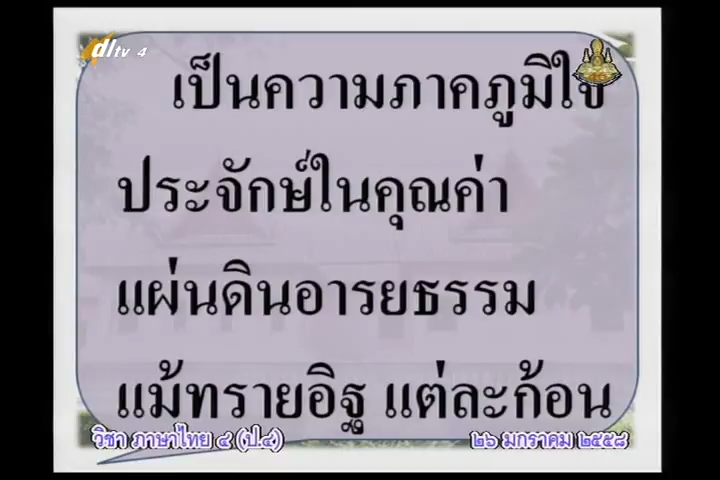 dltv 4
เป็นความภาคภูมิใจ
ประจักษ์ในคุณค่า
แผ่นดินอารยธรรม
แม้ทรายอิฐ แต่ละก้อน
วิชา ภาษาไทย ๔ (ป.๔)
๒๖ มกราคม ๒๕๕๘